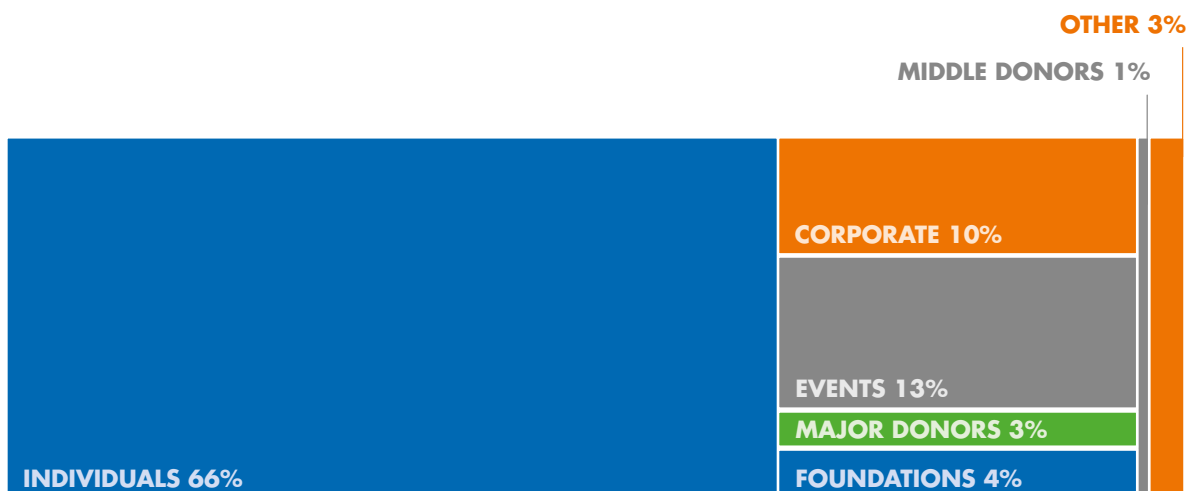 OTHER 3%
MIDDLE DONORS 1%
CORPORATE 10%
EVENTS 13%
MAJOR DONORS 3%
INDIVIDUALS 66%
FOUNDATIONS 4%